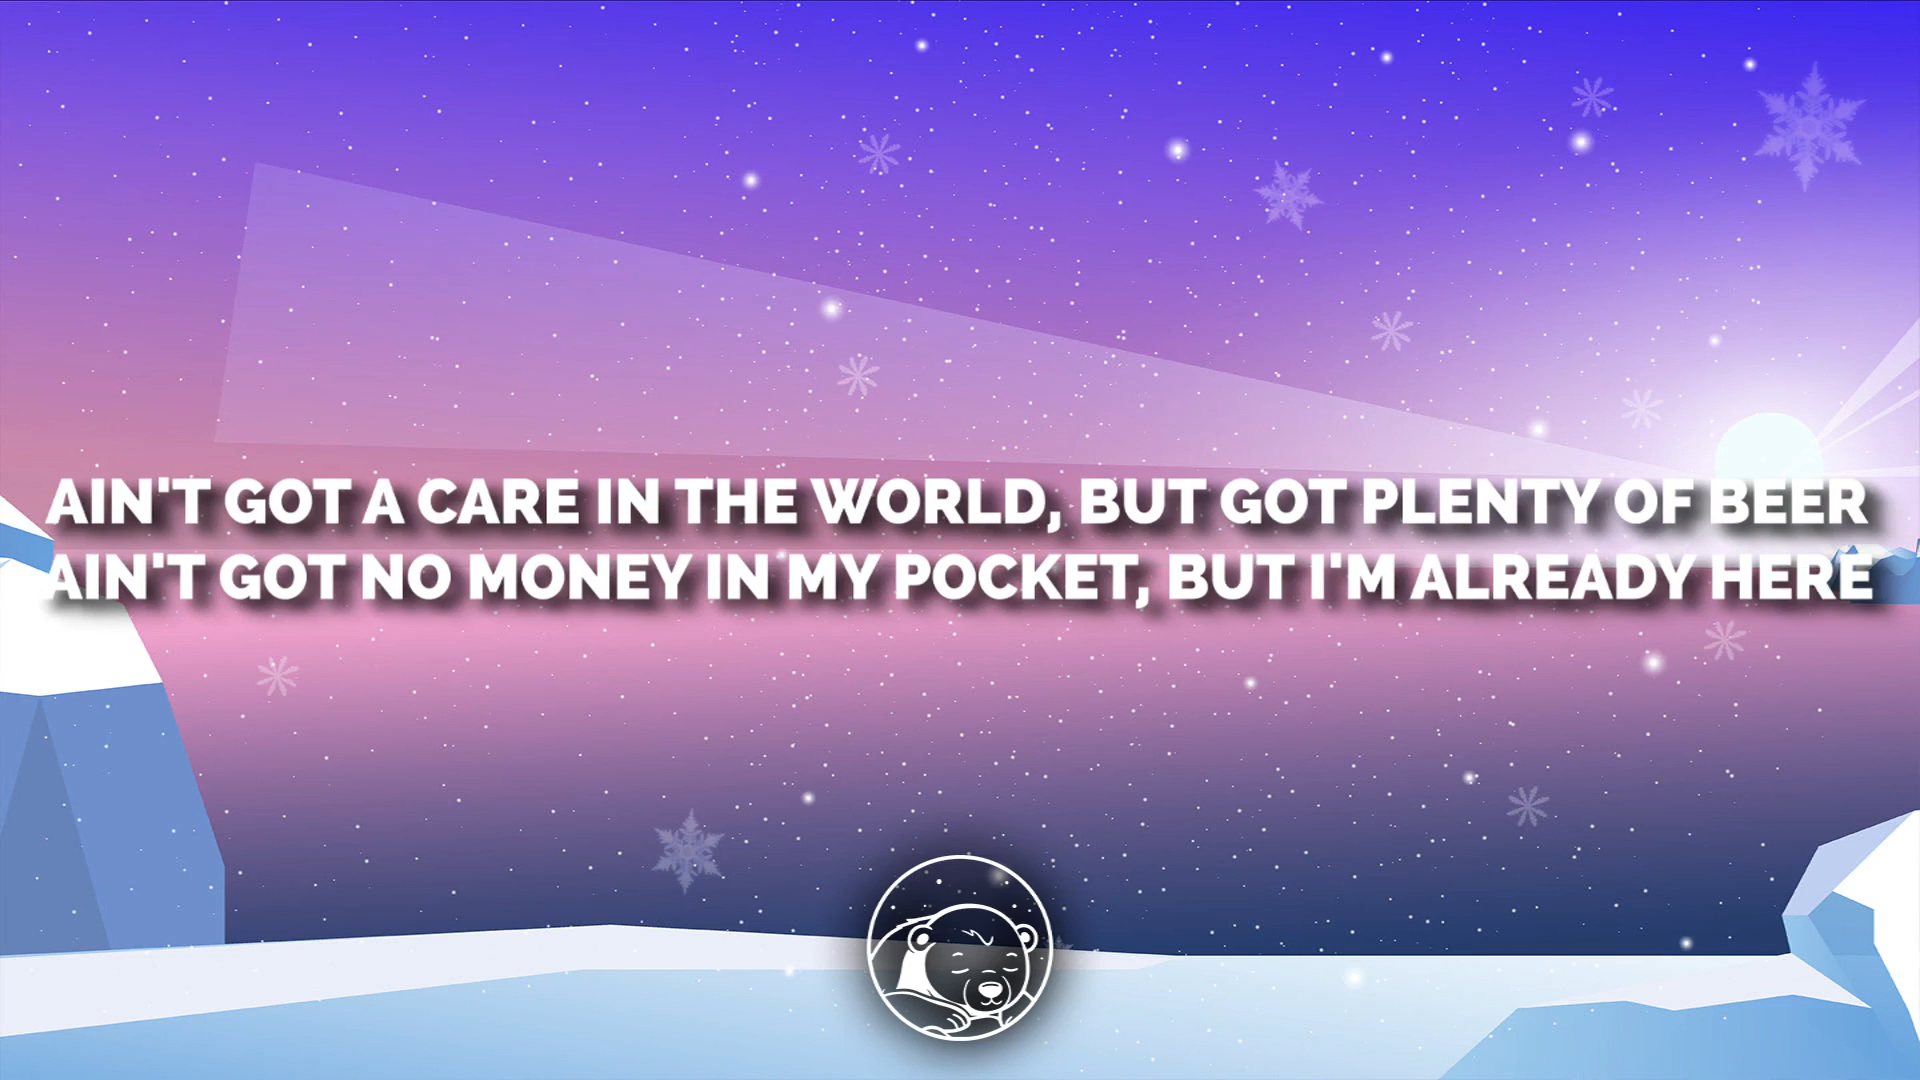 AIN'T GOT A CARE IN THE WORLD, BUT GOT PLENTY OF BEER
AIN'T GOT NO MONEY IN MY POCKET, BUT I'M ALREADY HERE